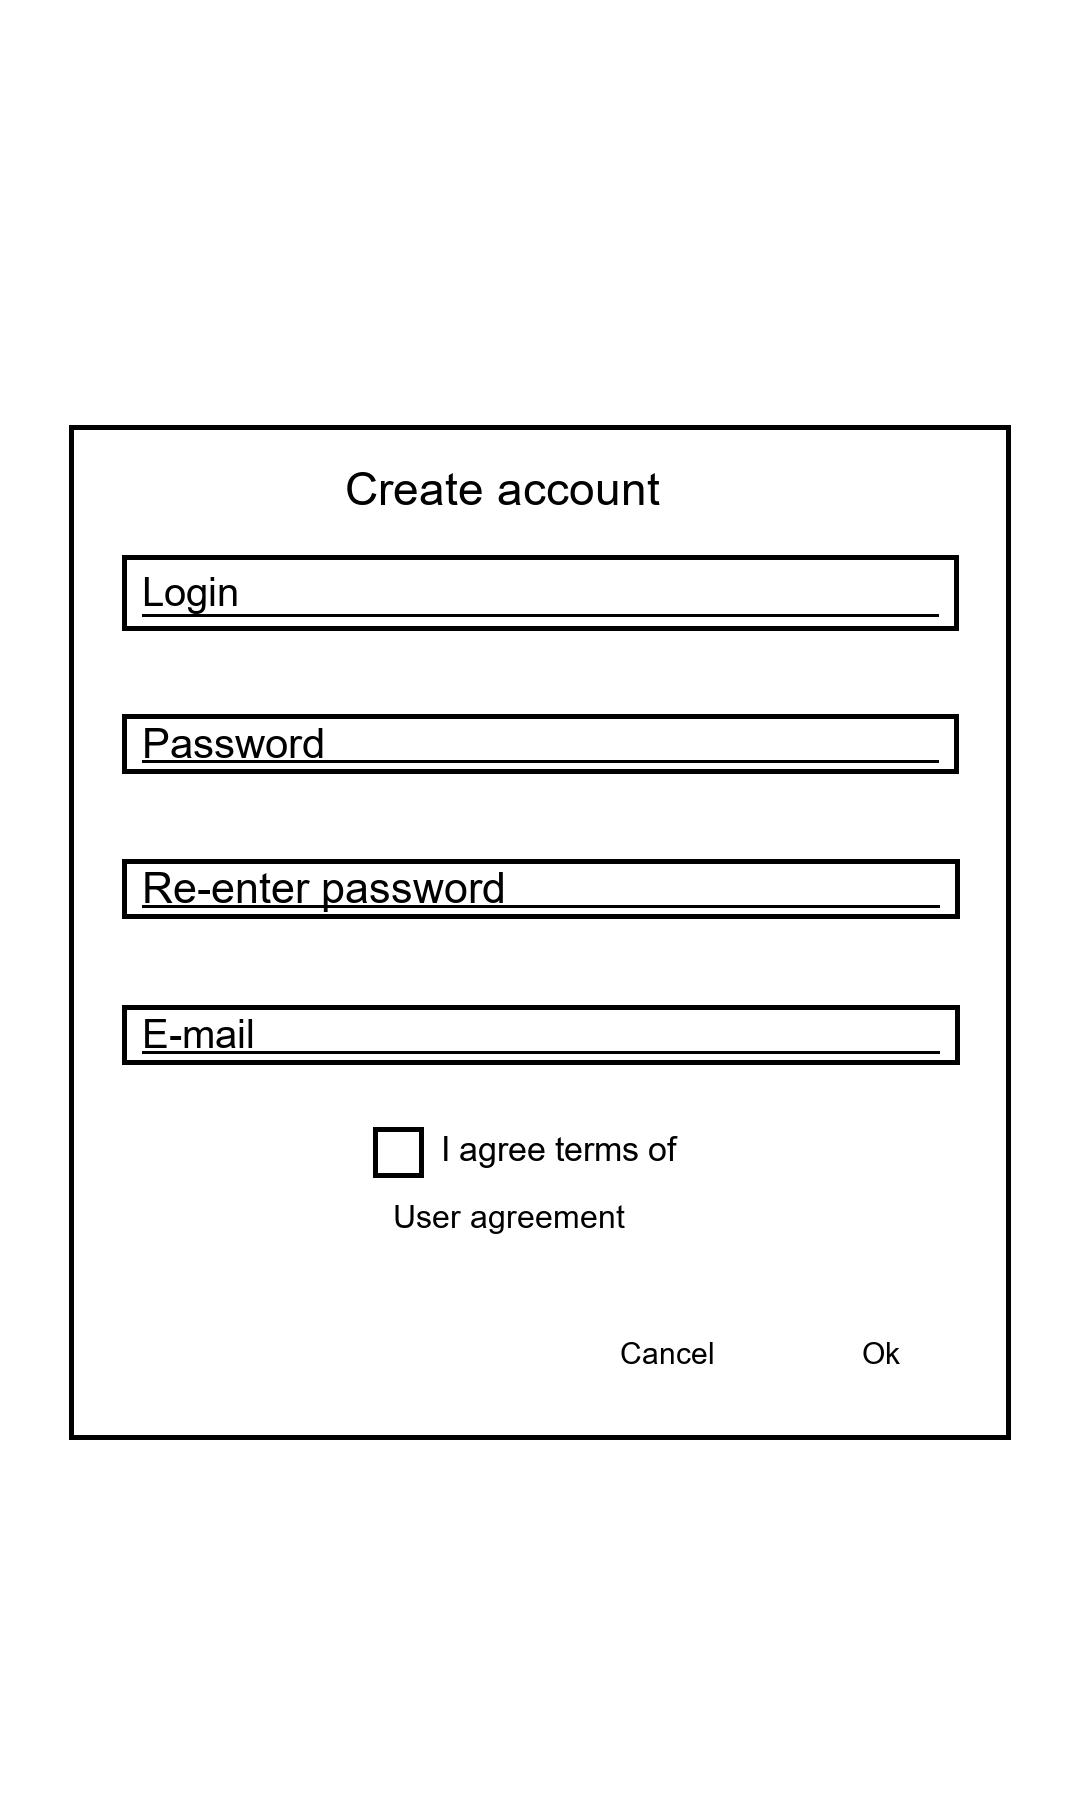 Create account
Login
Password
Re-enter password
E-mail
I agree terms of
User agreement
Cancel Ok